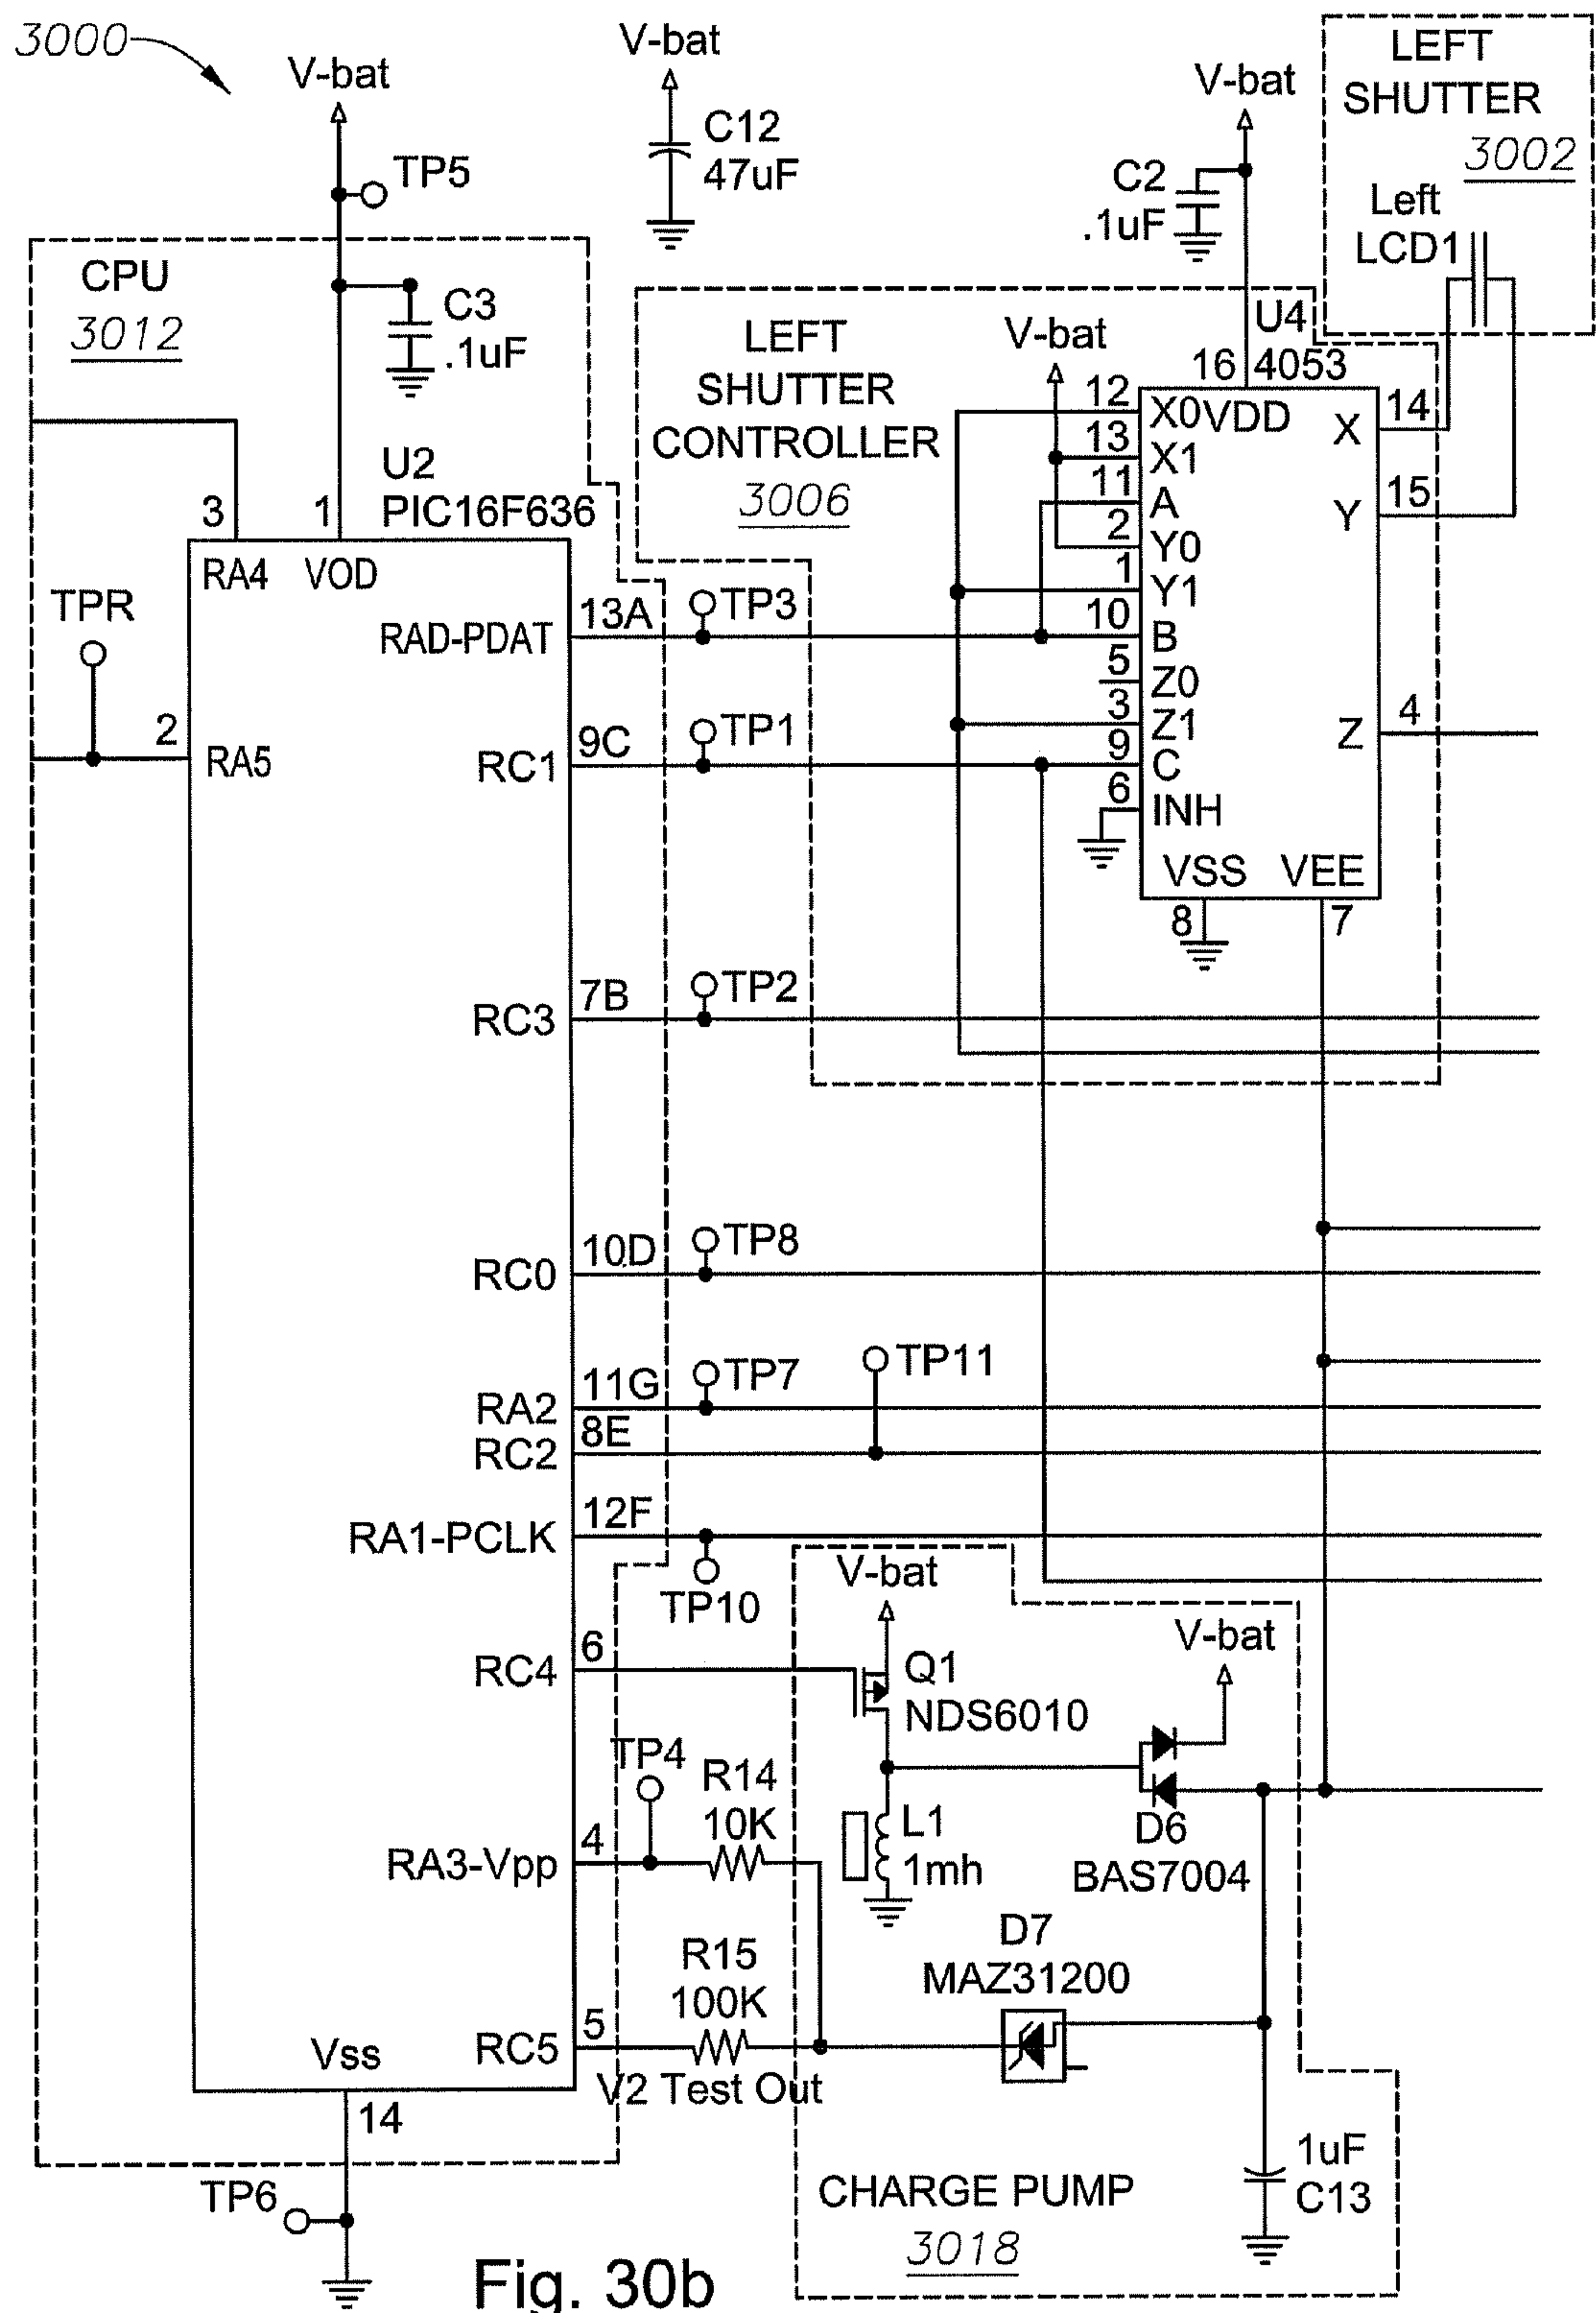 3000
V-bat
TP5
V-bat
C12
47uF
V-bat
C2
.1uF
LEFT
SHUTTER
3002
Left
LCD1
CPU
3012
C3
.1uF
U2
PIC16F636
3
1
RA4
VOD
TPR
2
RA5
LEFT
SHUTTER
CONTROLLER
3006
V-bat
U4
16
4053
12
X0
VDD
13
X1
11
A
2
Y0
1
Y1
10
B
5
Z0
3
Z1
9
C
6
INH
X
14
Y
15
Z
4
VSS
VEE
8
7
RAD-PDAT
13A
TP3
RC1
9C
TP1
RC3
7B
TP2
RC0
10D
TP8
RA2
11G
TP7
TP11
RC2
8E
RA1-PCLK
12F
TP10
V-bat
RC4
6
Q1
NDS6010
V-bat
TP4
R14
10K
RA3-Vpp
4
L1
1mh
D6
BAS7004
D7
MAZ31200
R15
100K
RC5
5
V2 Test Out
Vss
14
TP6
1uF
C13
CHARGE PUMP
3018
Fig. 30b